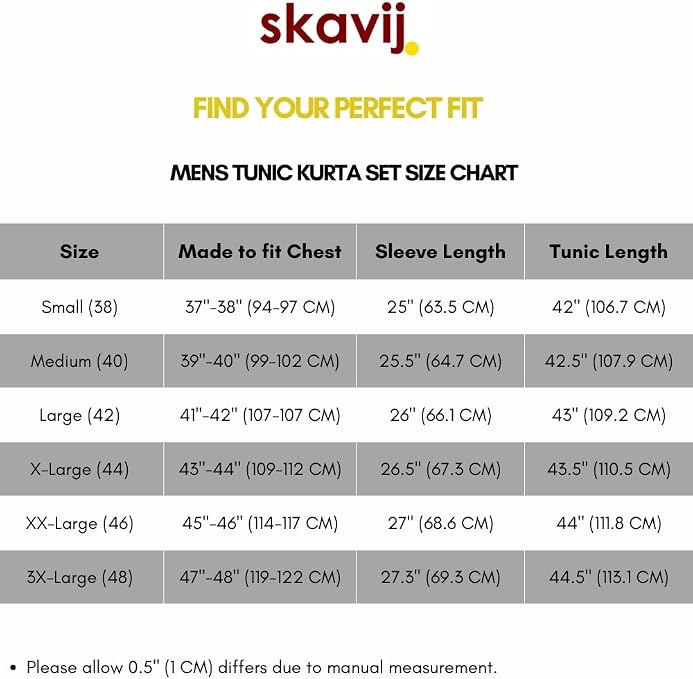 skavij.
FIND YOUR PERFECT FIT
MENS TUNIC KURTA SET SIZE CHART
Size Made to fit Chest Sleeve Length Tunic Length
Small (38) 37"-38" (94-97 CM) 25" (63.5 CM) 42" (106.7 CM)
Medium (40) 39"-40" (99-102 CM) 25.5" (64.7 CM) 42.5" (107.9 CM)
Large (42) 41"-42" (107-107 CM) 26" (66.1 CM) 43" (109.2 CM)
X-Large (44) 43"-44" (109-112 CM) 26.5" (67.3 CM) 43.5" (110.5 CM)
XX-Large (46) 45"-46" (114-117 CM) 27" (68.6 CM) 44" (111.8 CM)
3X-Large (48) 47"-48" (119-122 CM) 27.3" (69.3 CM) 44.5" (113.1 CM)
• Please allow 0.5" (1 CM) differs due to manual measurement.